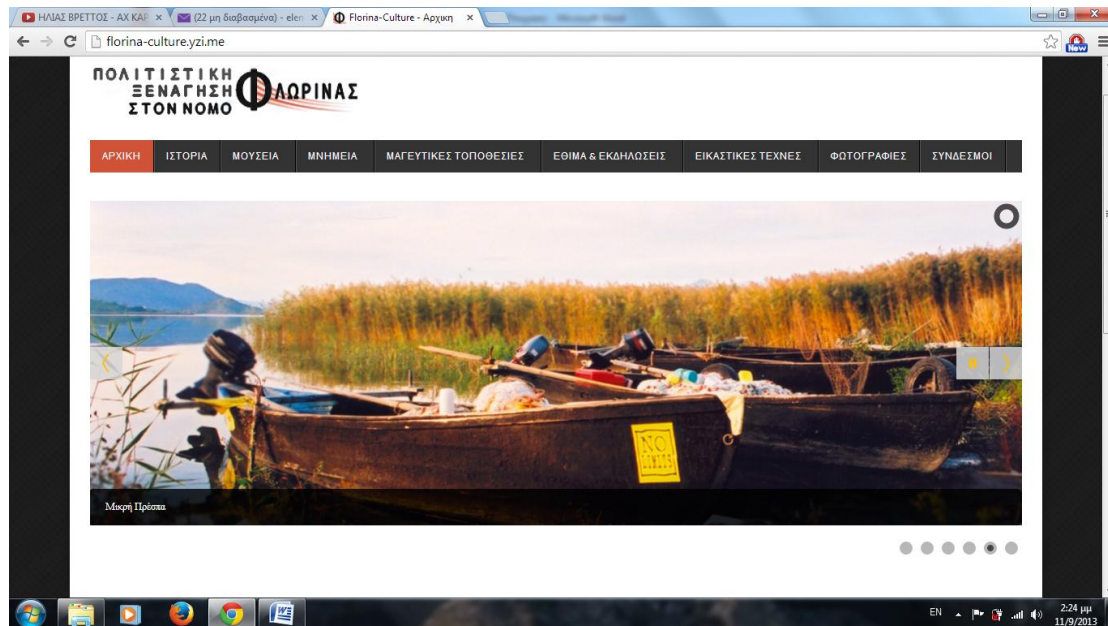 ΗΛΙΑΣ ΒΡΕΤΤΟΣ - ΑΧ ΚΑΡ
(22 μη διαβασμένα) - elen
Florina-Culture - Αρχικη
florina-culture.yzi.me
New
ΠΟΛΙΤΙΣΤΙΚΗ
ΞΕΝΑΓΗΣΗ
ΣΤΟΝ ΝΟΜΟ
ΦΛΩΡΙΝΑΣ
ΑΡΧΙΚΗ ΙΣΤΟΡΙΑ ΜΟΥΣΕΙΑ ΜΝΗΜΕΙΑ ΜΑΓΕΥΤΙΚΕΣ ΤΟΠΟΘΕΣΙΕΣ ΕΘΙΜΑ & ΕΚΔΗΛΩΣΕΙΣ ΕΙΚΑΣΤΙΚΕΣ ΤΕΧΝΕΣ ΦΩΤΟΓΡΑΦΙΕΣ ΣΥΝΔΕΣΜΟΙ
NO
LIMITS
Μικρή Πρέσπα
EN
2:24 μμ
11/9/2013